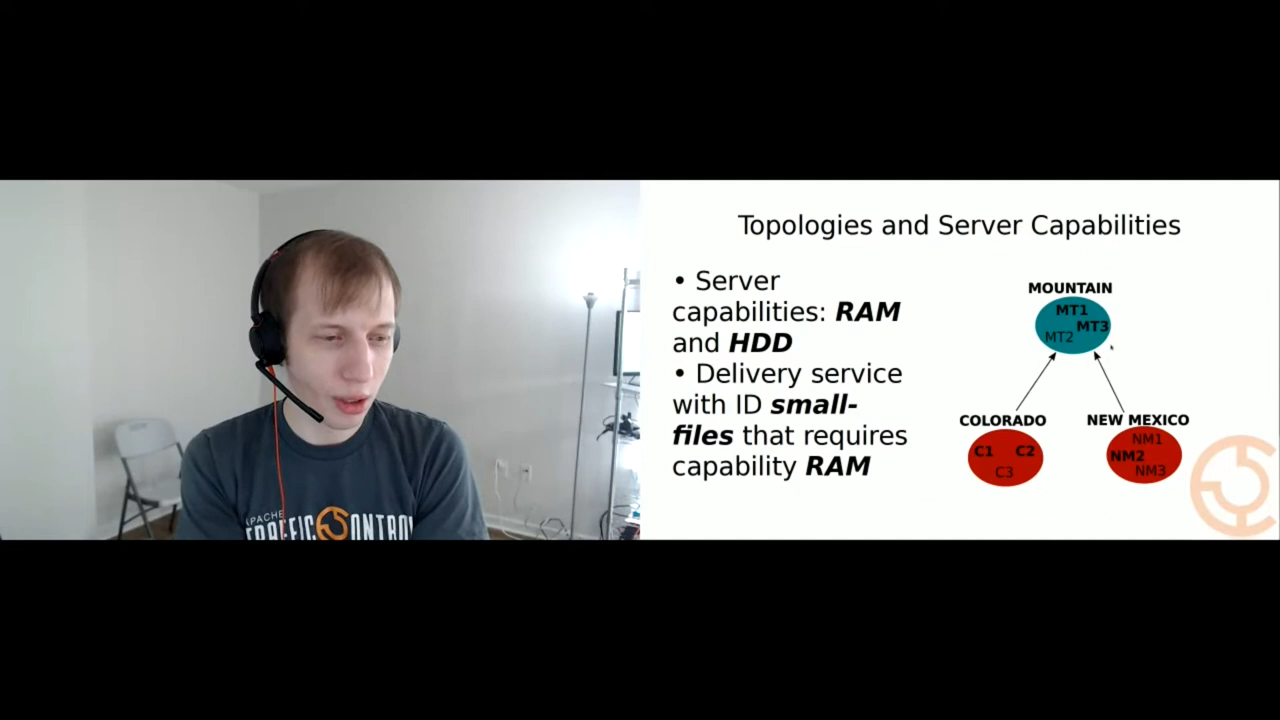 Topologies and Server Capabilities
• Server
capabilities: RAM
and HDD
• Delivery service
with ID small-
files that requires
capability RAM
MOUNTAIN
MT1
MT3
MT2
COLORADO
C1 C2
C3
NEW MEXICO
NM1
NM2
NM3
APACHE
TRAFFIC CONTROL